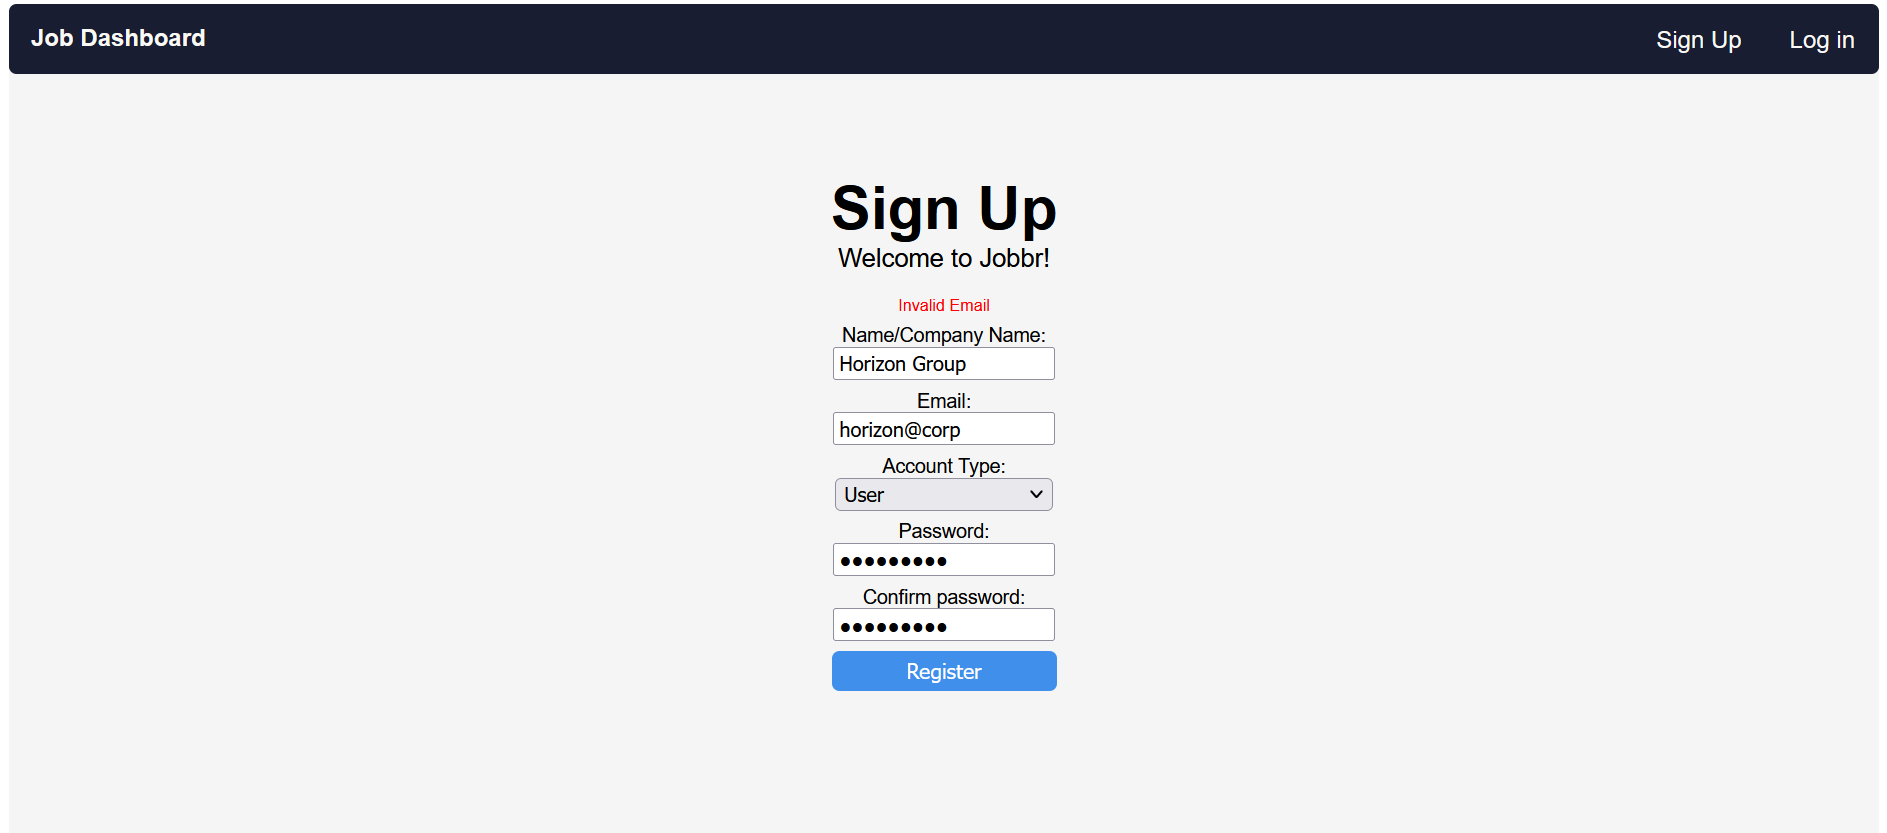 Job Dashboard
Sign Up
Log in
Sign Up
Welcome to Jobbr!
Invalid Email
Name/Company Name:
Horizon Group
Email:
horizon@corp
Account Type:
User
Password:
●●●●●●●●●
Confirm password:
●●●●●●●●●
Register